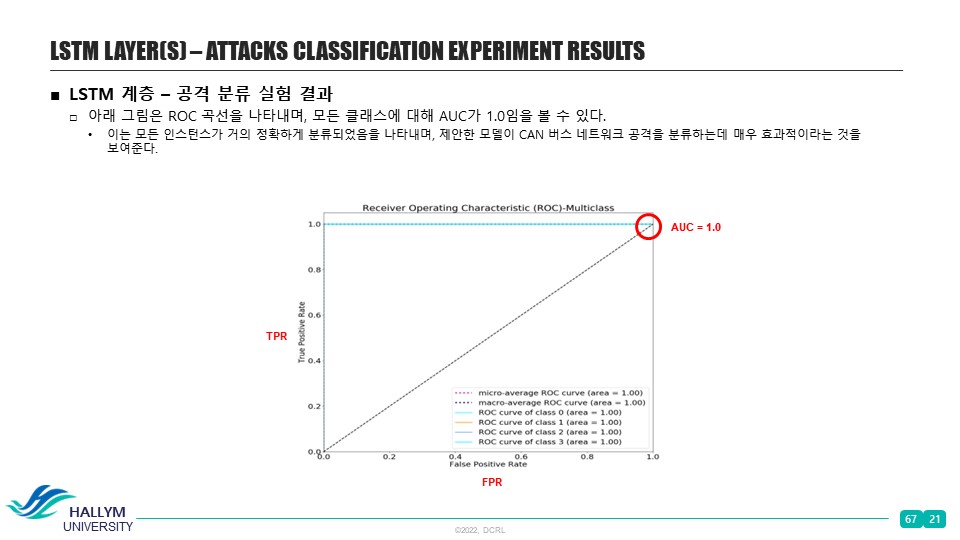 LSTM LAYER(S) – ATTACKS CLASSIFICATION EXPERIMENT RESULTS
■ LSTM 계층 – 공격 분류 실험 결과
□ 아래 그림은 ROC 곡선을 나타내며, 모든 클래스에 대해 AUC가 1.0임을 볼 수 있다.
• 이는 모든 인스턴스가 거의 정확하게 분류되었음을 나타내며, 제안한 모델이 CAN 버스 네트워크 공격을 분류하는데 매우 효과적이라는 것을
보여준다.
Receiver Operating Characteristic (ROC)-Multiclass
AUC = 1.0
1.0
0.8
0.6
0.4
0.2
0.0
TPR
True Positive Rate
micro-average ROC curve (area = 1.00)
macro-average ROC curve (area = 1.00)
ROC curve of class 0 (area = 1.00)
ROC curve of class 1 (area = 1.00)
ROC curve of class 2 (area = 1.00)
ROC curve of class 3 (area = 1.00)
0.0 0.2 0.4 0.6 0.8 1.0
False Positive Rate
FPR
HALLYM
UNIVERSITY
©2022, DCRL
67 21